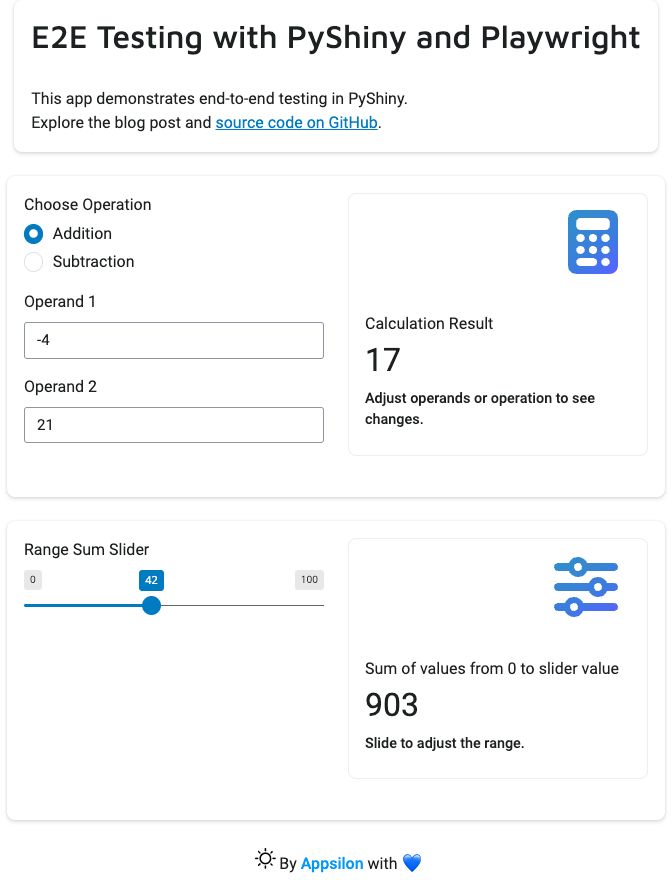 E2E Testing with PyShiny and Playwright
This app demonstrates end-to-end testing in PyShiny.
Explore the blog post and source code on GitHub.
Choose Operation
Addition
Subtraction
Operand 1
-4
Operand 2
21
Calculation Result
17
Adjust operands or operation to see
changes.
Range Sum Slider
0
42
100
Sum of values from 0 to slider value
903
Slide to adjust the range.
By Appsilon with 💙